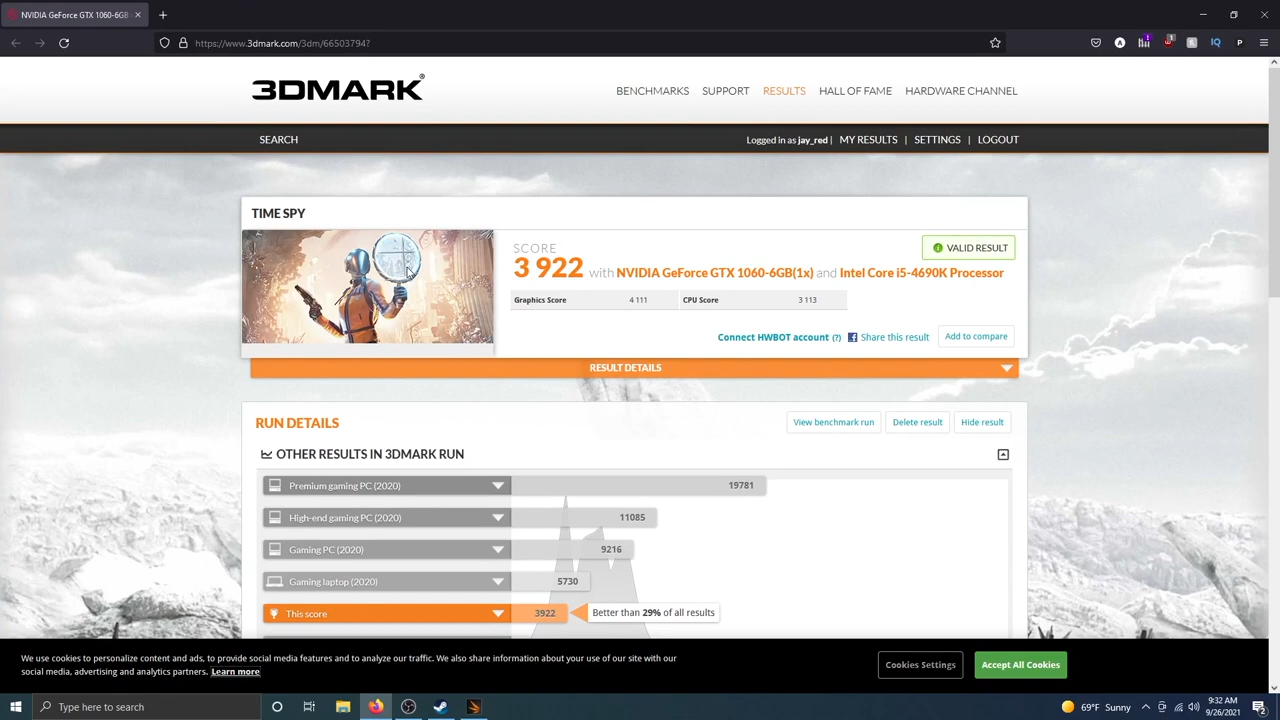 NVIDIA GeForce GTX 1060-6GB
https://www.3dmark.com/3dm/66503794?
3DMARK
BENCHMARKS SUPPORT RESULTS HALL OF FAME HARDWARE CHANNEL
SEARCH
Logged in as jay_red | MY RESULTS | SETTINGS | LOGOUT
TIME SPY
SCORE
VALID RESULT
3 922 with NVIDIA GeForce GTX 1060-6GB(1x) and Intel Core i5-4690K Processor
Graphics Score 4 111 CPU Score 3 113
Connect HWBOT account (?) Share this result Add to compare
RESULT DETAILS
RUN DETAILS
View benchmark run Delete result Hide result
OTHER RESULTS IN 3DMARK RUN
Premium gaming PC (2020) 19781
High-end gaming PC (2020) 11085
Gaming PC (2020) 9216
Gaming laptop (2020) 5730
This score 3922 Better than 29% of all results
We use cookies to personalize content and ads, to provide social media features and to analyze our traffic. We also share information about your use of our site with our
social media, advertising and analytics partners. Learn more
Cookies Settings Accept All Cookies
Type here to search
69°F Sunny
9:32 AM
9/26/2021
2